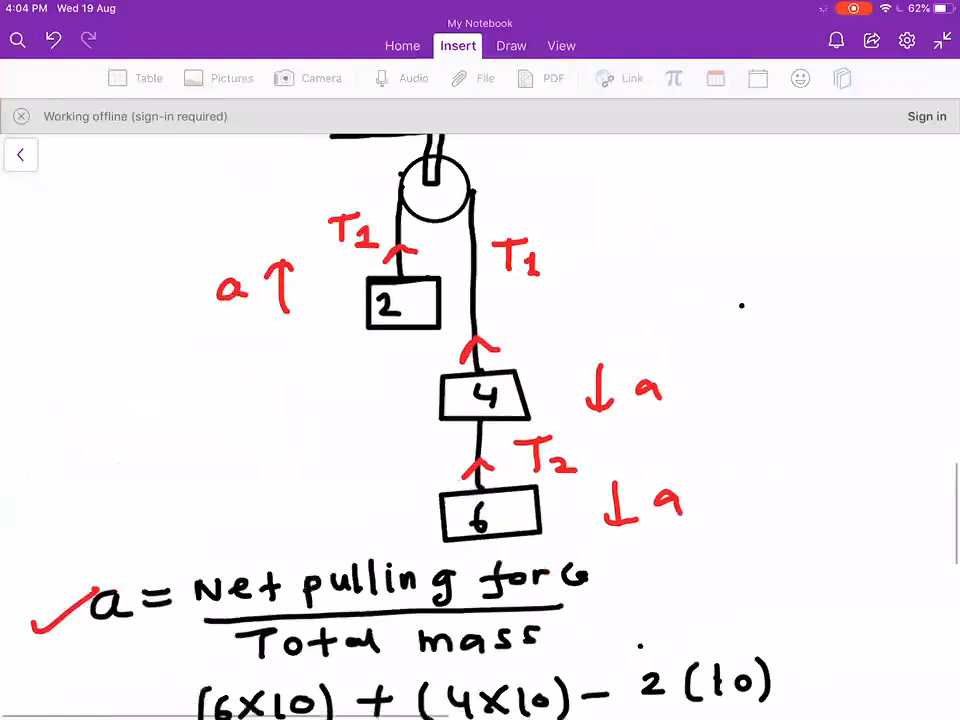 4:04 PM Wed 19 Aug
62%
My Notebook
Home Insert Draw View
Table Pictures Camera Audio File PDF Link
Working offline (sign-in required) Sign in
T1 T1
a 2
4 a
T2
6 a
a = Net pulling force
Total mass
(6×10) + (4×10) - 2 (10)